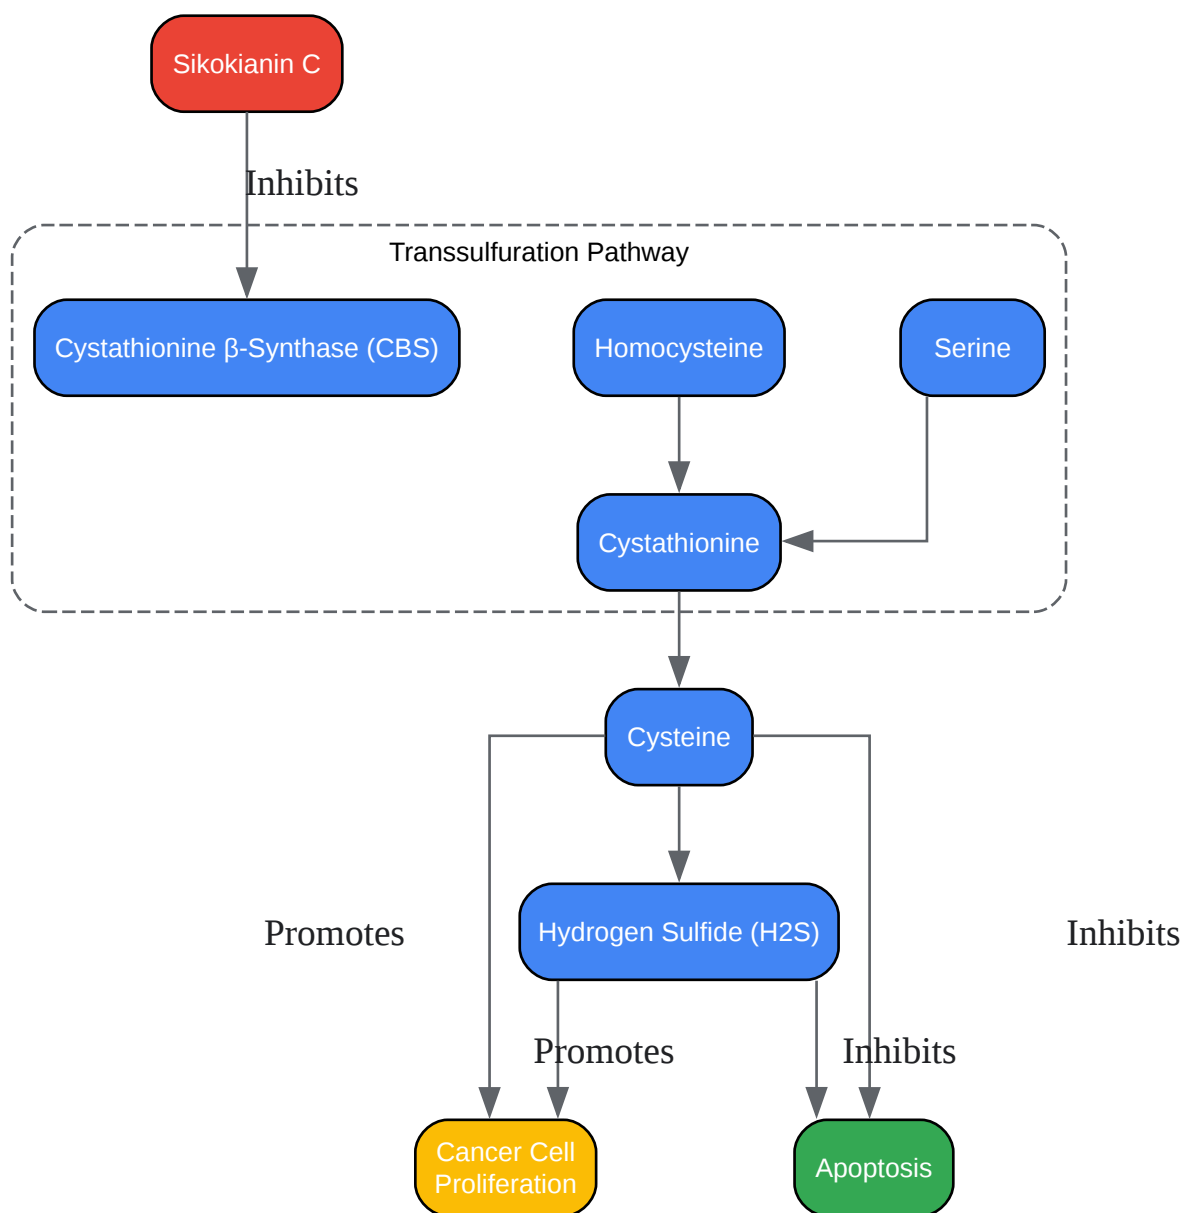 Sikokianin C
Inhibits
Transsulfuration Pathway
Cystathionine β-Synthase (CBS)
Homocysteine
Serine
Cystathionine
Cysteine
Promotes
Hydrogen Sulfide (H2S)
Inhibits
Promotes
Inhibits
Cancer Cell
Proliferation
Apoptosis